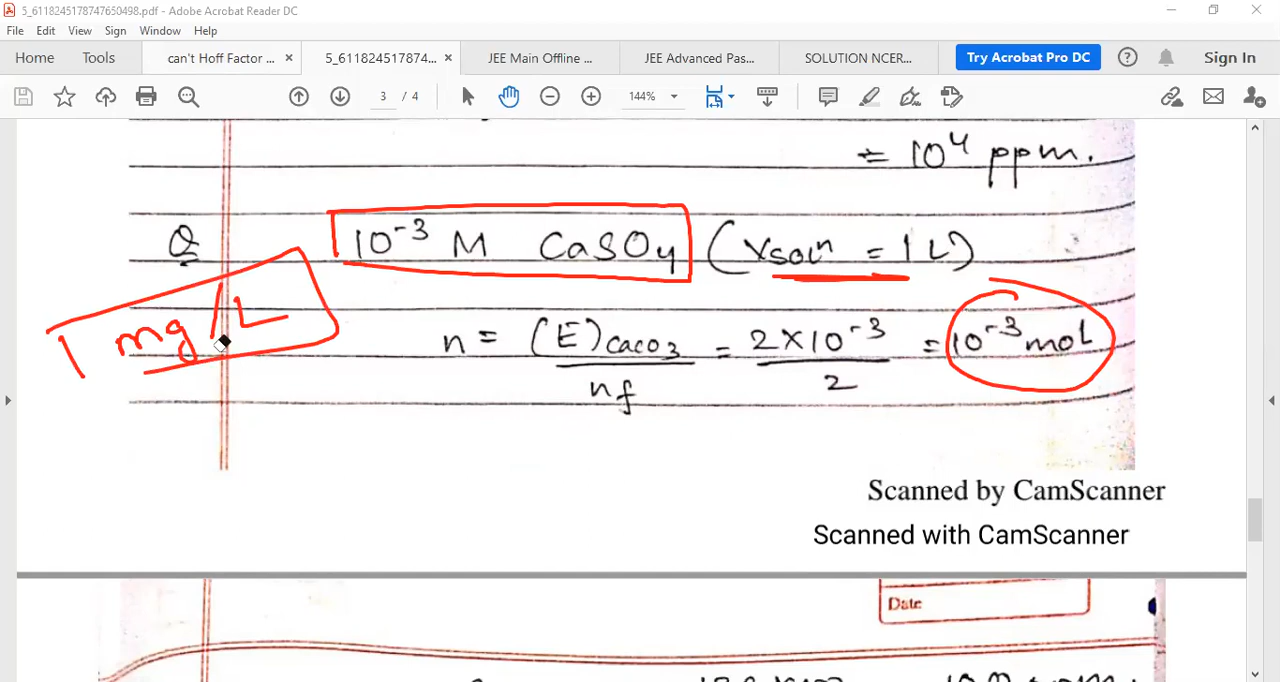 5_6118245178747650498.pdf - Adobe Acrobat Reader DC
File Edit View Sign Window Help
Home Tools can't Hoff Factor ... × 5_611824517874... × JEE Main Offline ... JEE Advanced Pas... SOLUTION NCER... Try Acrobat Pro DC Sign In
3 / 4 144%
= 10⁴ ppm.
Q 10⁻³ M CaSO₄ (Vsolⁿ = 1 L)
1 mg/L
n = (E)caco₃ / nf = 2×10⁻³ / 2 = 10⁻³ mol
Scanned by CamScanner
Scanned with CamScanner
Date